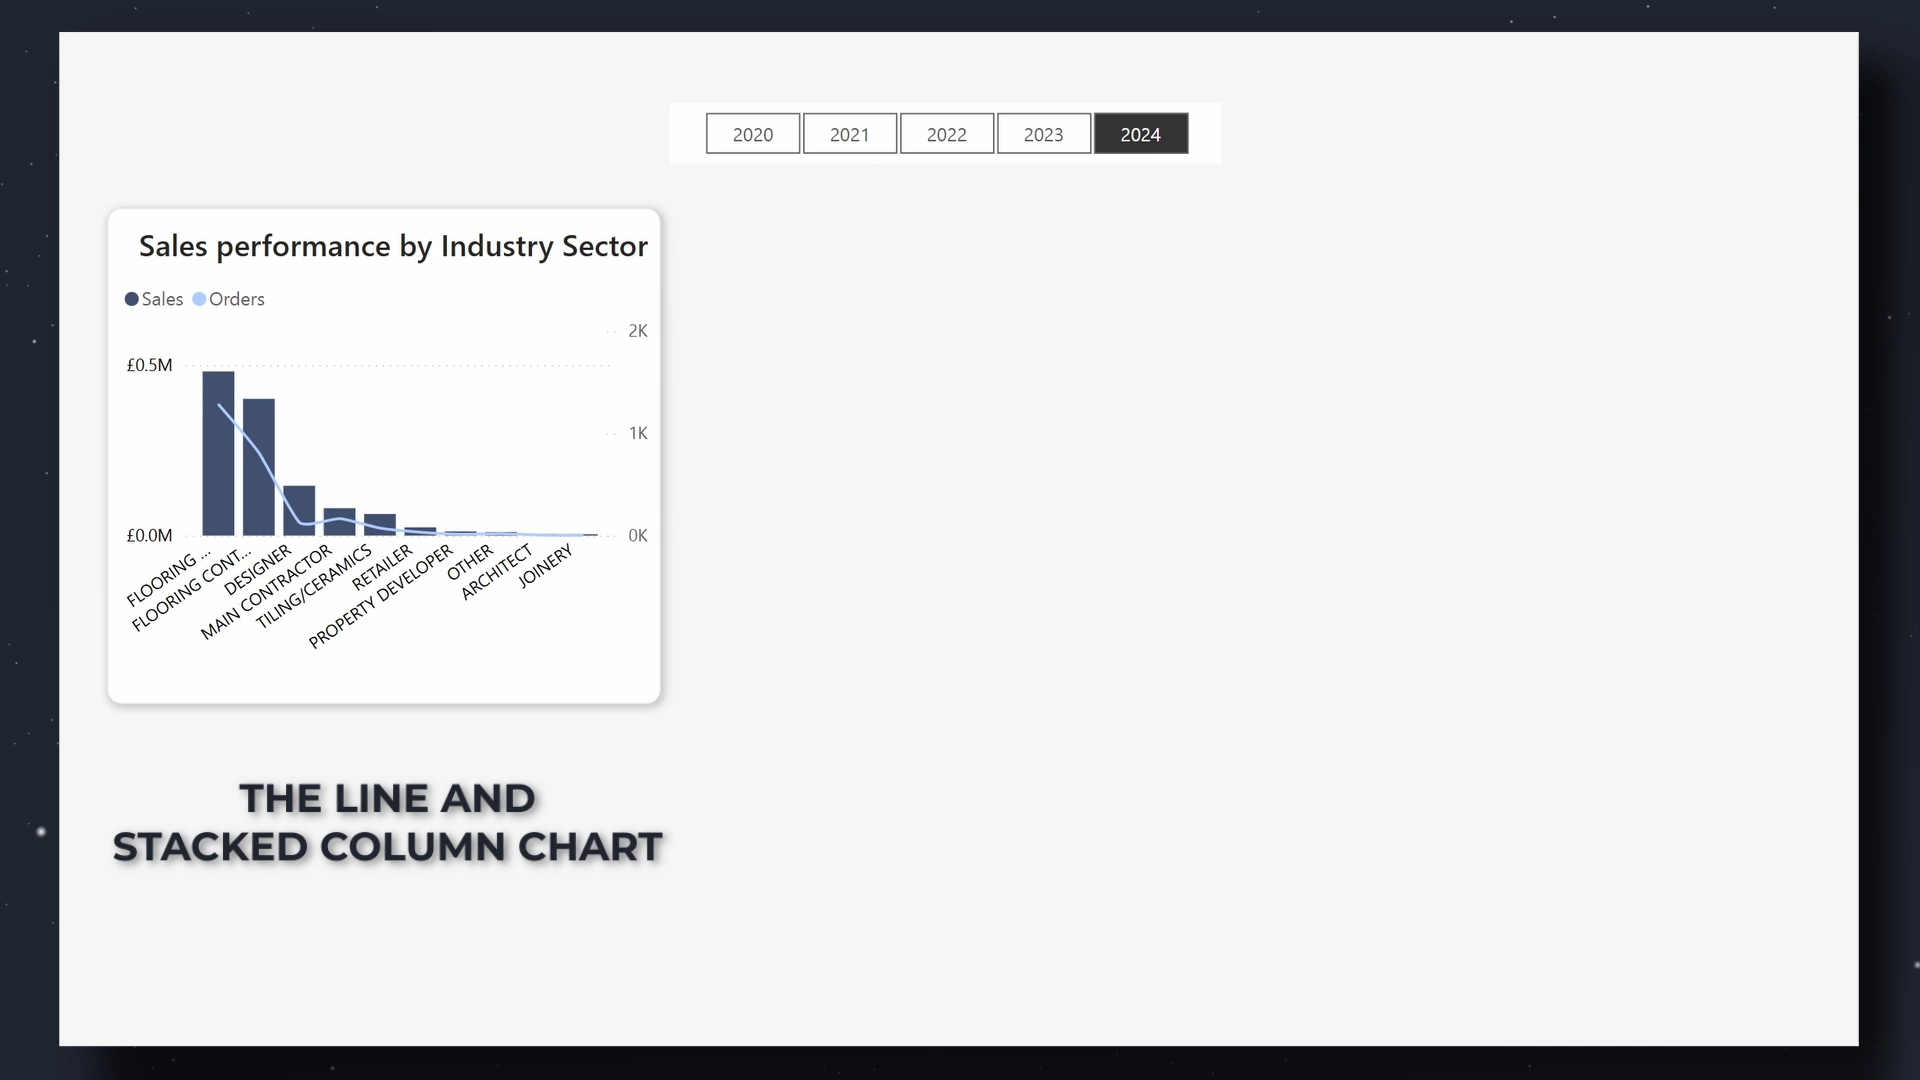 2020 2021 2022 2023 2024
Sales performance by Industry Sector
Sales Orders
2K
£0.5M
1K
£0.0M
0K
FLOORING ...
FLOORING CONT...
DESIGNER
MAIN CONTRACTOR
TILING/CERAMICS
RETAILER
PROPERTY DEVELOPER
OTHER
ARCHITECT
JOINERY
THE LINE AND
STACKED COLUMN CHART